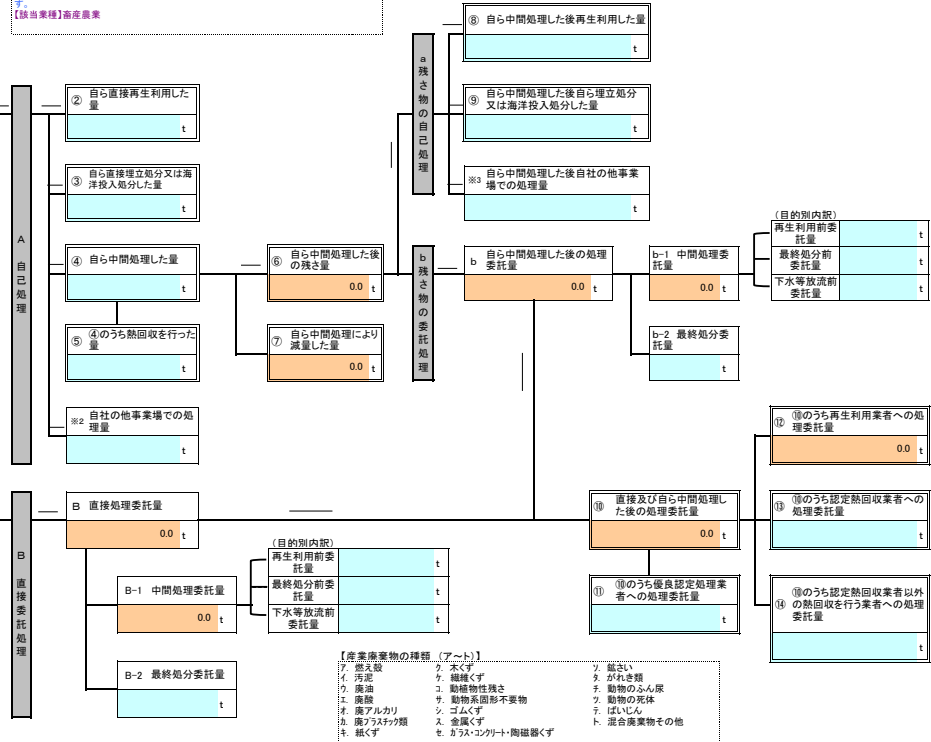 す。
【該当業種】畜産農業
⑧ 自ら中間処理した後再生利用した量
t
a 残さ物の自己処理
② 自ら直接再生利用した
量
t
⑨ 自ら中間処理した後自ら埋立処分
又は海洋投入処分した量
t
③ 自ら直接埋立処分又は海
洋投入処分した量
t
※3 自ら中間処理した後自社の他事業
場での処理量
t
A 自己処理
④ 自ら中間処理した量
t
⑥ 自ら中間処理した後
の残さ量
0.0 t
b 残さ物の委託処理
b 自ら中間処理した後の処理
委託量
0.0 t
b-1 中間処理委
託量
0.0 t
(目的別内訳)
再生利用前委
託量
t
最終処分前
委託量
t
下水等放流前
委託量
t
⑤ ④のうち熱回収を行った
量
t
⑦ 自ら中間処理により
減量した量
0.0 t
b-2 最終処分委
託量
t
※2 自社の他事業場での処
理量
t
⑫ ⑩のうち再生利用業者への処
理委託量
0.0 t
B 直接委託処理
B 直接処理委託量
0.0 t
⑩ 直接及び自ら中間処理し
た後の処理委託量
0.0 t
⑬ ⑩のうち認定熱回収業者への
処理委託量
t
(目的別内訳)
再生利用前委
託量
t
最終処分前委
託量
t
下水等放流前
委託量
t
B-1 中間処理委託量
0.0 t
⑪ ⑩のうち優良認定処理業
者への処理委託量
t
⑭ ⑩のうち認定熱回収業者以外
の熱回収を行う業者への処理
委託量
t
B-2 最終処分委託量
t
【産業廃棄物の種類 (ア～ト)】
ア. 燃え殻 ク. 木くず ソ. 鉱さい
イ. 汚泥 ケ. 繊維くず タ. がれき類
ウ. 廃油 コ. 動植物性残さ チ. 動物のふん尿
エ. 廃酸 サ. 動物系固形不要物 ツ. 動物の死体
オ. 廃アルカリ シ. ゴムくず テ. ばいじん
カ. 廃プラスチック類 ス. 金属くず ト. 混合廃棄物その他
キ. 紙くず セ. ガラス・コンクリート・陶磁器くず